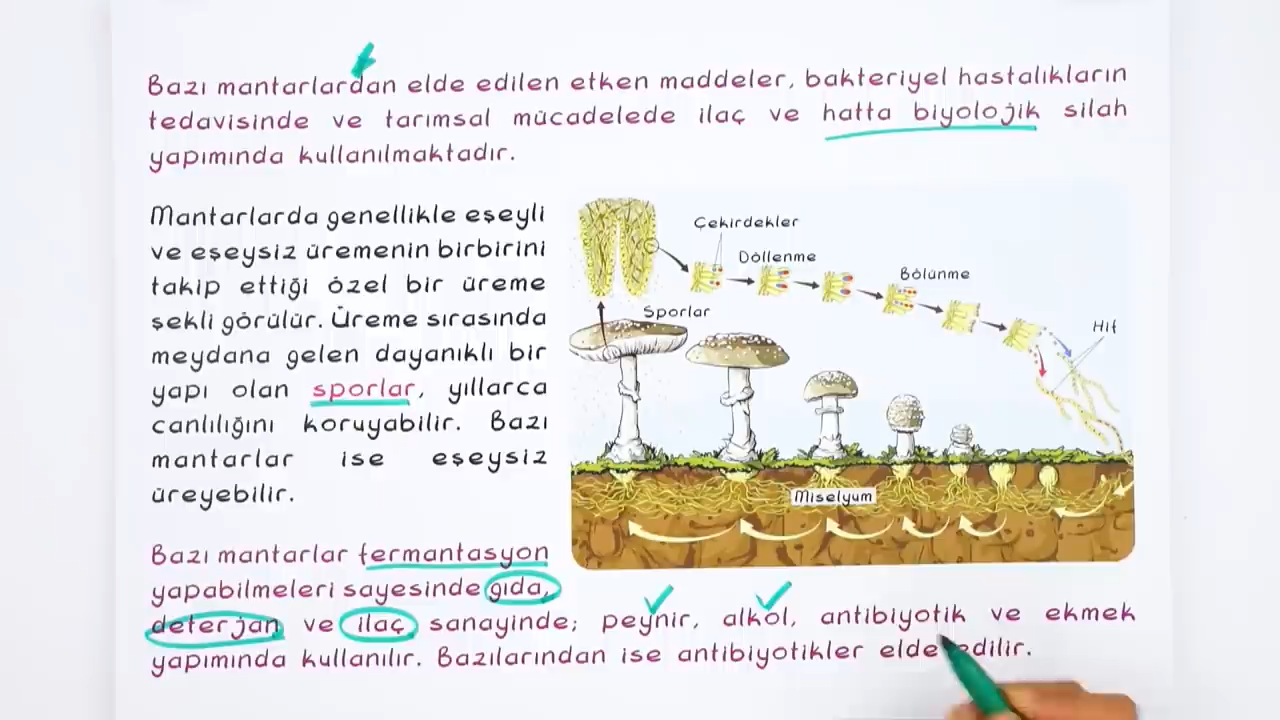 Bazı mantarlardan elde edilen etken maddeler, bakteriyel hastalıkların
tedavisinde ve tarımsal mücadelede ilaç ve hatta biyolojik silah
yapımında kullanılmaktadır.
Mantarlarda genellikle eşeyli
ve eşeysiz üremenin birbirini
takip ettiği özel bir üreme
şekli görülür. Üreme sırasında
meydana gelen dayanıklı bir
yapı olan sporlar, yıllarca
canlılığını koruyabilir. Bazı
mantarlar ise eşeysiz
üreyebilir.
Çekirdekler
Döllenme
Bölünme
Sporlar
Hif
Miselyum
Bazı mantarlar fermantasyon
yapabilmeleri sayesinde gıda,
deterjan ve ilaç sanayinde; peynir, alkol, antibiyotik ve ekmek
yapımında kullanılır. Bazılarından ise antibiyotikler elde edilir.